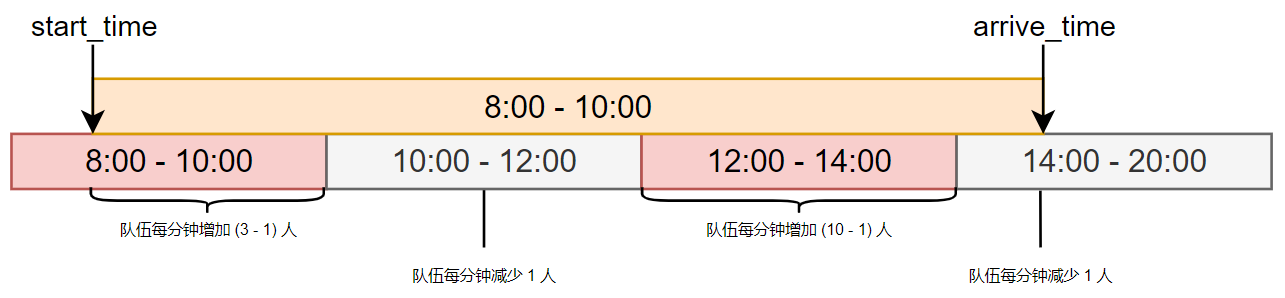 start_time
arrive_time
8:00 - 10:00
8:00 - 10:00
10:00 - 12:00
12:00 - 14:00
14:00 - 20:00
队伍每分钟增加 (3 - 1) 人
队伍每分钟增加 (10 - 1) 人
队伍每分钟减少 1 人
队伍每分钟减少 1 人